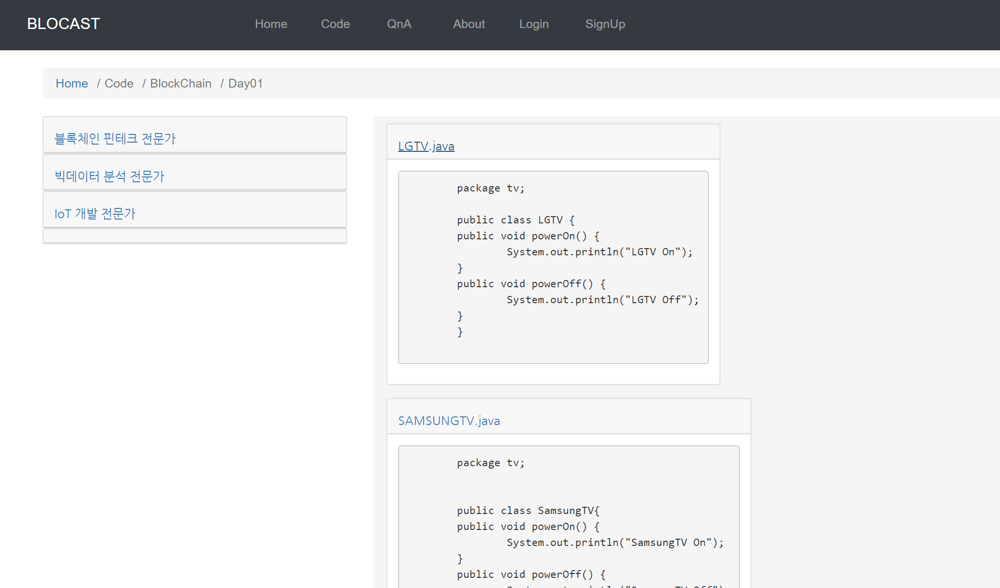 BLOCAST
Home Code QnA About Login SignUp
Home / Code / BlockChain / Day01
블록체인 핀테크 전문가
빅데이터 분석 전문가
IoT 개발 전문가
LGTV.java
package tv;
public class LGTV {
public void powerOn() {
System.out.println("LGTV On");
}
public void powerOff() {
System.out.println("LGTV Off");
}
}
SAMSUNGTV.java
package tv;
public class SamsungTV{
public void powerOn() {
System.out.println("SamsungTV On");
}
public void powerOff() {